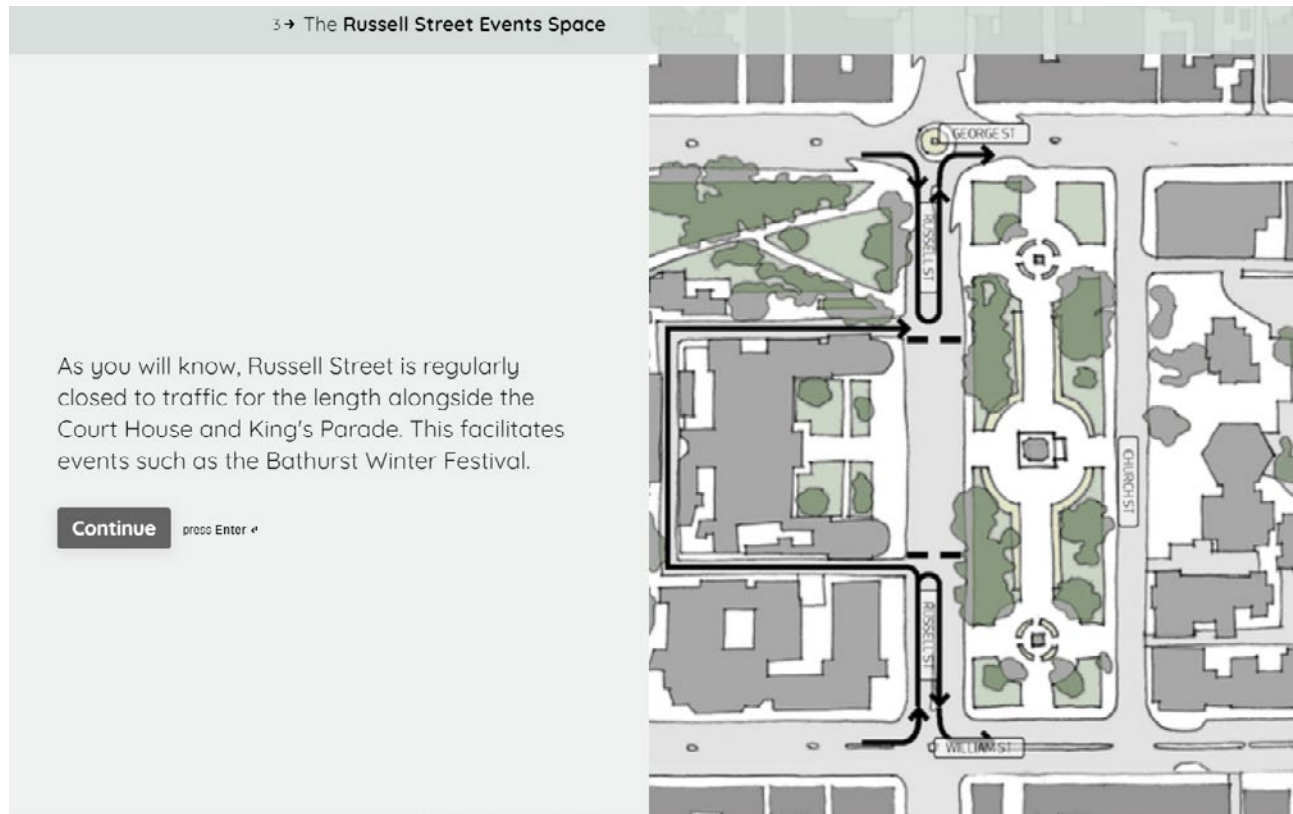 3→ The Russell Street Events Space
As you will know, Russell Street is regularly
closed to traffic for the length alongside the
Court House and King's Parade. This facilitates
events such as the Bathurst Winter Festival.
Continue press Enter ↵
GEORGE ST
RUSSELL ST
CHURCH ST
RUSSELL ST
WILLIAM ST